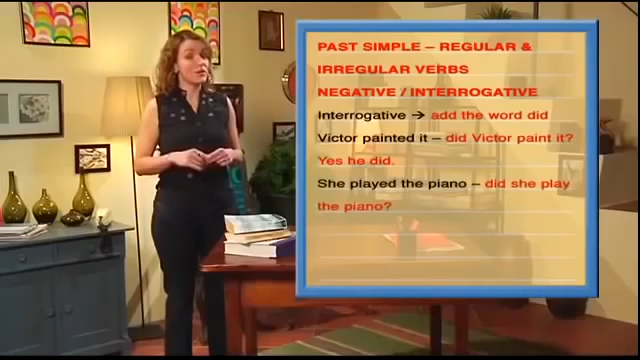 PAST SIMPLE – REGULAR &
IRREGULAR VERBS
NEGATIVE / INTERROGATIVE
Interrogative → add the word did
Victor painted it – did Victor paint it?
Yes he did.
She played the piano – did she play
the piano?